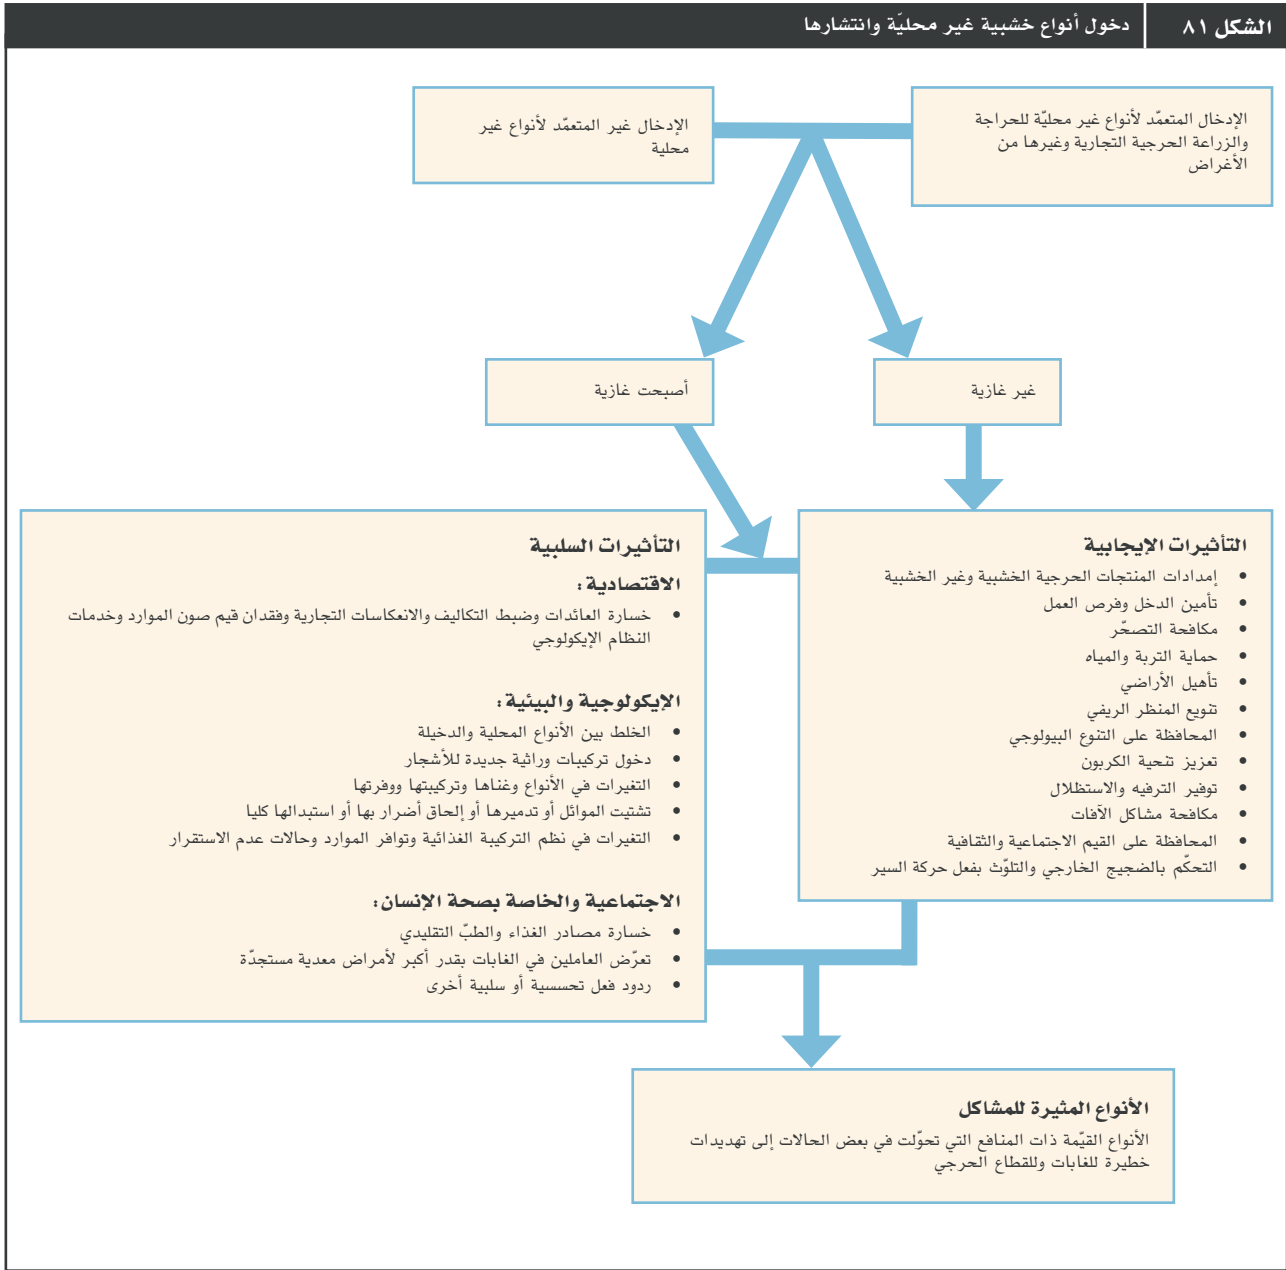 الشكل ٨١
دخول أنواع خشبية غير محليّة وانتشارها
الإدخال المتعمّد لأنواع غير محليّة للحراجة
والزراعة الحرجية التجارية وغيرها من
الأغراض
الإدخال غير المتعمّد لأنواع غير
محلية
غير غازية
أصبحت غازية
التأثيرات الإيجابية
• إمدادات المنتجات الحرجية الخشبية وغير الخشبية
• تأمين الدخل وفرص العمل
• مكافحة التصحّر
• حماية التربة والمياه
• تأهيل الأراضي
• تنويع المنظر الريفي
• المحافظة على التنوع البيولوجي
• تعزيز تنحية الكربون
• توفير الترفيه والاستظلال
• مكافحة مشاكل الآفات
• المحافظة على القيم الاجتماعية والثقافية
• التحكّم بالضجيج الخارجي والتلوّث بفعل حركة السير
التأثيرات السلبية
الاقتصادية:
• خسارة العائدات وضبط التكاليف والانعكاسات التجارية وفقدان قيم صون الموارد وخدمات
النظام الإيكولوجي
الإيكولوجية والبيئية:
• الخلط بين الأنواع المحلية والدخيلة
• دخول تركيبات وراثية جديدة للأشجار
• التغيرات في الأنواع وغناها وتركيبتها ووفرتها
• تشتيت الموائل أو تدميرها أو إلحاق أضرار بها أو استبدالها كليا
• التغيرات في نظم التركيبة الغذائية وتوافر الموارد وحالات عدم الاستقرار
الاجتماعية والخاصة بصحة الإنسان:
• خسارة مصادر الغذاء والطبّ التقليدي
• تعرّض العاملين في الغابات بقدر أكبر لأمراض معدية مستجدّة
• ردود فعل تحسسية أو سلبية أخرى
الأنواع المثيرة للمشاكل
الأنواع القيّمة ذات المنافع التي تحوّلت في بعض الحالات إلى تهديدات
خطيرة للغابات وللقطاع الحرجي